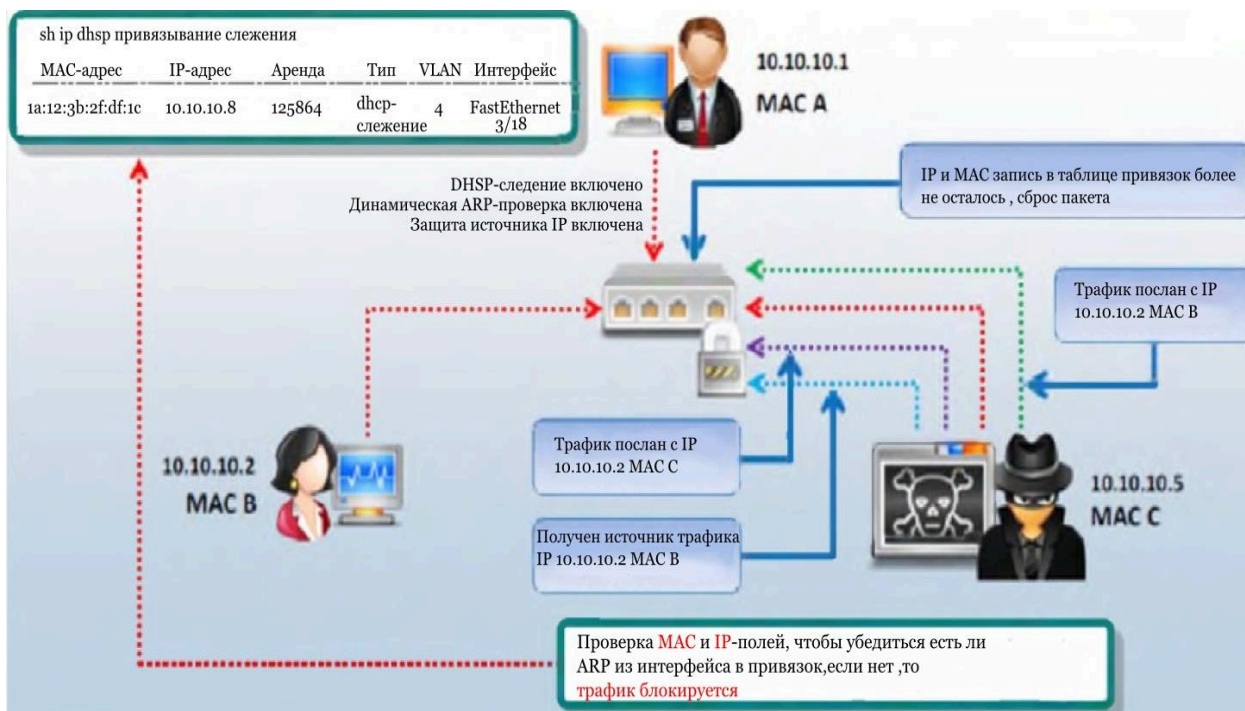 sh ip dhsp привязывание слежения
MAC-адрес IP-адрес Аренда Тип VLAN Интерфейс
1a:12:3b:2f:df:1c 10.10.10.8 125864 dhcp- 4 FastEthernet
слежение 3/18
10.10.10.1
MAC A
DHSP-следение включено
Динамическая ARP-проверка включена
Защита источника IP включена
IP и MAC запись в таблице привязок более
не осталось , сброс пакета
Трафик послан с IP
10.10.10.2 MAC B
Трафик послан с IP
10.10.10.2 MAC C
10.10.10.2
MAC B
10.10.10.5
MAC C
Получен источник трафика
IP 10.10.10.2 MAC B
Проверка MAC и IP-полей, чтобы убедиться есть ли
ARP из интерфейса в привязок,если нет ,то
трафик блокируется